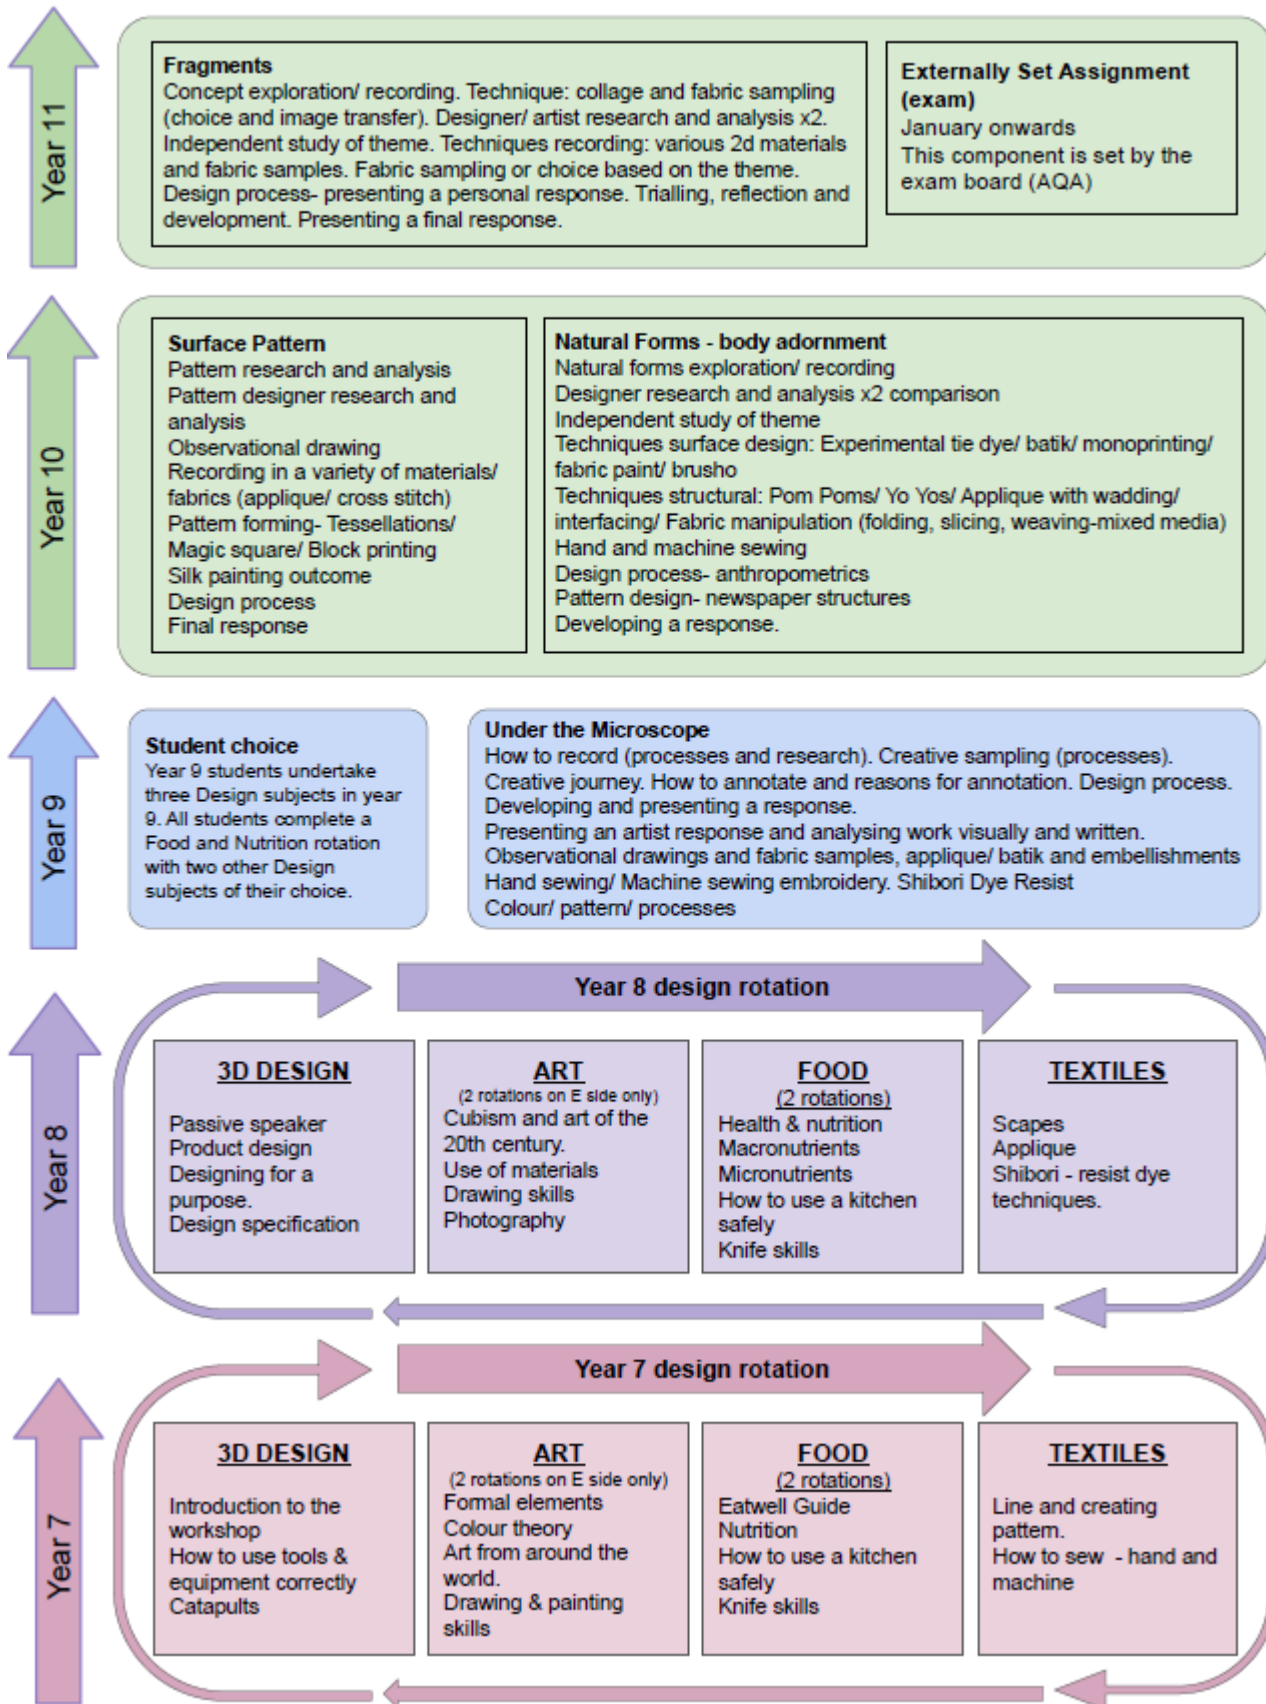 Year 11
Fragments
Concept exploration/ recording. Technique: collage and fabric sampling
(choice and image transfer). Designer/ artist research and analysis x2.
Independent study of theme. Techniques recording: various 2d materials
and fabric samples. Fabric sampling or choice based on the theme.
Design process- presenting a personal response. Trialling, reflection and
development. Presenting a final response.
Externally Set Assignment
(exam)
January onwards
This component is set by the
exam board (AQA)
Year 10
Surface Pattern
Pattern research and analysis
Pattern designer research and
analysis
Observational drawing
Recording in a variety of materials/
fabrics (applique/ cross stitch)
Pattern forming- Tessellations/
Magic square/ Block printing
Silk painting outcome
Design process
Final response
Natural Forms - body adornment
Natural forms exploration/ recording
Designer research and analysis x2 comparison
Independent study of theme
Techniques surface design: Experimental tie dye/ batik/ monoprinting/
fabric paint/ brusho
Techniques structural: Pom Poms/ Yo Yos/ Applique with wadding/
interfacing/ Fabric manipulation (folding, slicing, weaving-mixed media)
Hand and machine sewing
Design process- anthropometrics
Pattern design- newspaper structures
Developing a response.
Year 9
Student choice
Year 9 students undertake
three Design subjects in year
9. All students complete a
Food and Nutrition rotation
with two other Design
subjects of their choice.
Under the Microscope
How to record (processes and research). Creative sampling (processes).
Creative journey. How to annotate and reasons for annotation. Design process.
Developing and presenting a response.
Presenting an artist response and analysing work visually and written.
Observational drawings and fabric samples, applique/ batik and embellishments
Hand sewing/ Machine sewing embroidery. Shibori Dye Resist
Colour/ pattern/ processes
Year 8
Year 8 design rotation
3D DESIGN
Passive speaker
Product design
Designing for a
purpose.
Design specification
ART
(2 rotations on E side only)
Cubism and art of the
20th century.
Use of materials
Drawing skills
Photography
FOOD
(2 rotations)
Health & nutrition
Macronutrients
Micronutrients
How to use a kitchen
safely
Knife skills
TEXTILES
Scapes
Applique
Shibori - resist dye
techniques.
Year 7
Year 7 design rotation
3D DESIGN
Introduction to the
workshop
How to use tools &
equipment correctly
Catapults
ART
(2 rotations on E side only)
Formal elements
Colour theory
Art from around the
world.
Drawing & painting
skills
FOOD
(2 rotations)
Eatwell Guide
Nutrition
How to use a kitchen
safely
Knife skills
TEXTILES
Line and creating
pattern.
How to sew - hand and
machine